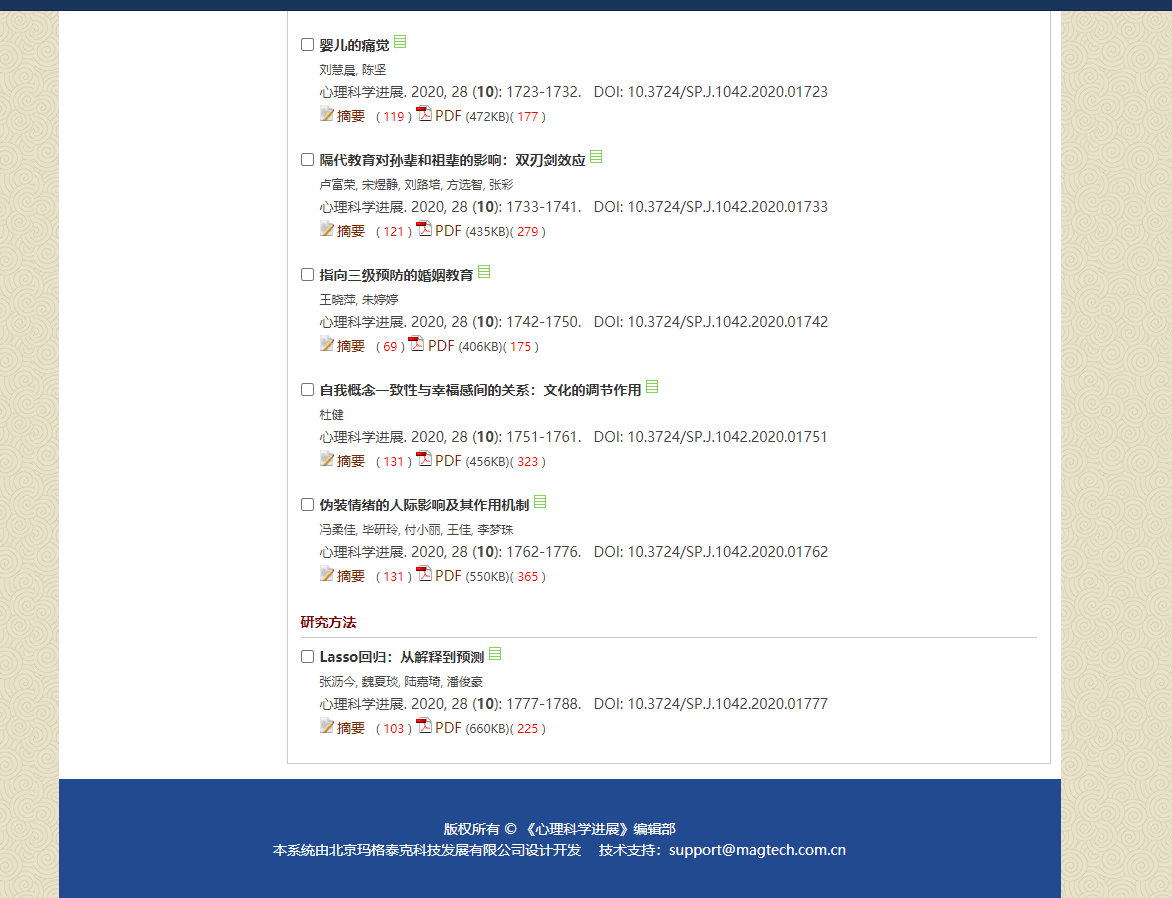 婴儿的痛觉
刘慧晨, 陈坚
心理科学进展. 2020, 28 (10): 1723-1732. DOI: 10.3724/SP.J.1042.2020.01723
摘要 ( 119 ) PDF (472KB)( 177 )
隔代教育对孙辈和祖辈的影响：双刃剑效应
卢富荣, 宋煜静, 刘路培, 方选智, 张彩
心理科学进展. 2020, 28 (10): 1733-1741. DOI: 10.3724/SP.J.1042.2020.01733
摘要 ( 121 ) PDF (435KB)( 279 )
指向三级预防的婚姻教育
王晓萍, 朱婷婷
心理科学进展. 2020, 28 (10): 1742-1750. DOI: 10.3724/SP.J.1042.2020.01742
摘要 ( 69 ) PDF (406KB)( 175 )
自我概念一致性与幸福感间的关系：文化的调节作用
杜健
心理科学进展. 2020, 28 (10): 1751-1761. DOI: 10.3724/SP.J.1042.2020.01751
摘要 ( 131 ) PDF (456KB)( 323 )
伪装情绪的人际影响及其作用机制
冯柔佳, 毕研玲, 付小丽, 王佳, 李梦珠
心理科学进展. 2020, 28 (10): 1762-1776. DOI: 10.3724/SP.J.1042.2020.01762
摘要 ( 131 ) PDF (550KB)( 365 )
研究方法
Lasso回归：从解释到预测
张沥今, 魏夏琰, 陆嘉琦, 潘俊豪
心理科学进展. 2020, 28 (10): 1777-1788. DOI: 10.3724/SP.J.1042.2020.01777
摘要 ( 103 ) PDF (660KB)( 225 )
版权所有 © 《心理科学进展》编辑部
本系统由北京玛格泰克科技发展有限公司设计开发 技术支持：support@magtech.com.cn